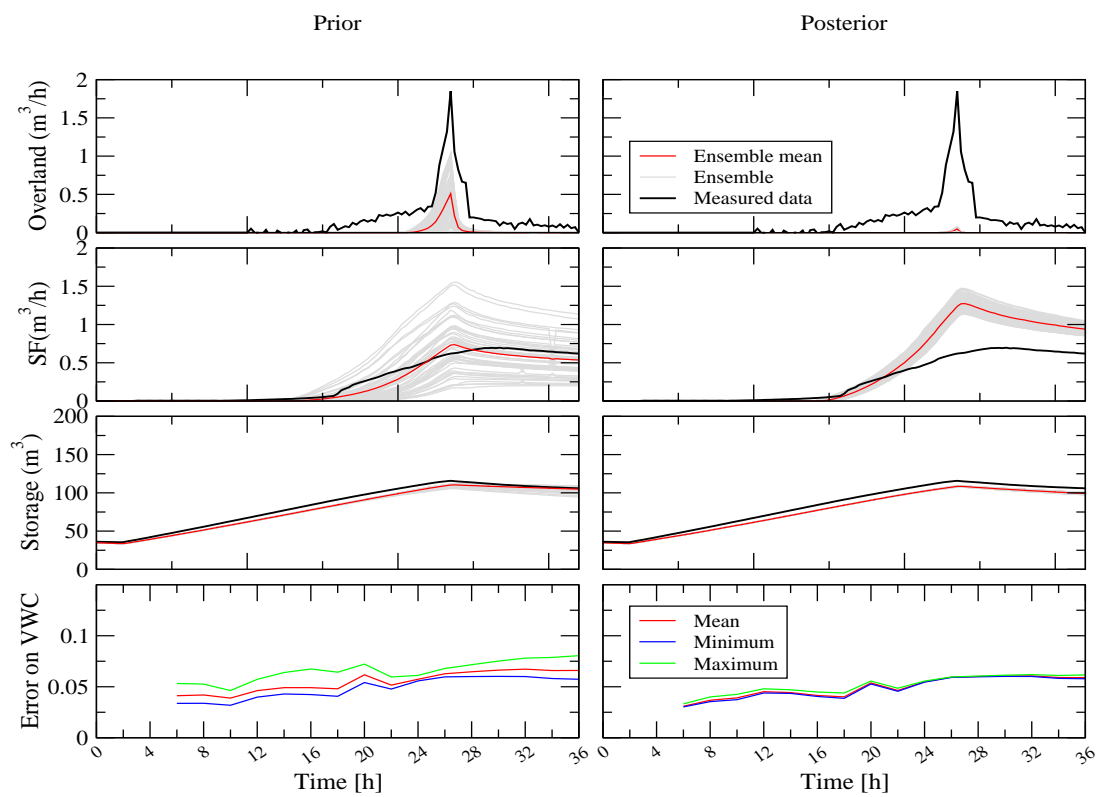 Prior
Posterior
Overland (m³/h)
2
1.5
1
0.5
0
Ensemble mean
Ensemble
Measured data
SF(m³/h)
2
1.5
1
0.5
0
Storage (m³)
200
150
100
50
0
Error on VWC
0.1
0.05
0
Mean
Minimum
Maximum
0 4 8 12 16 20 24 28 32 36
0 4 8 12 16 20 24 28 32 36
Time [h]
Time [h]